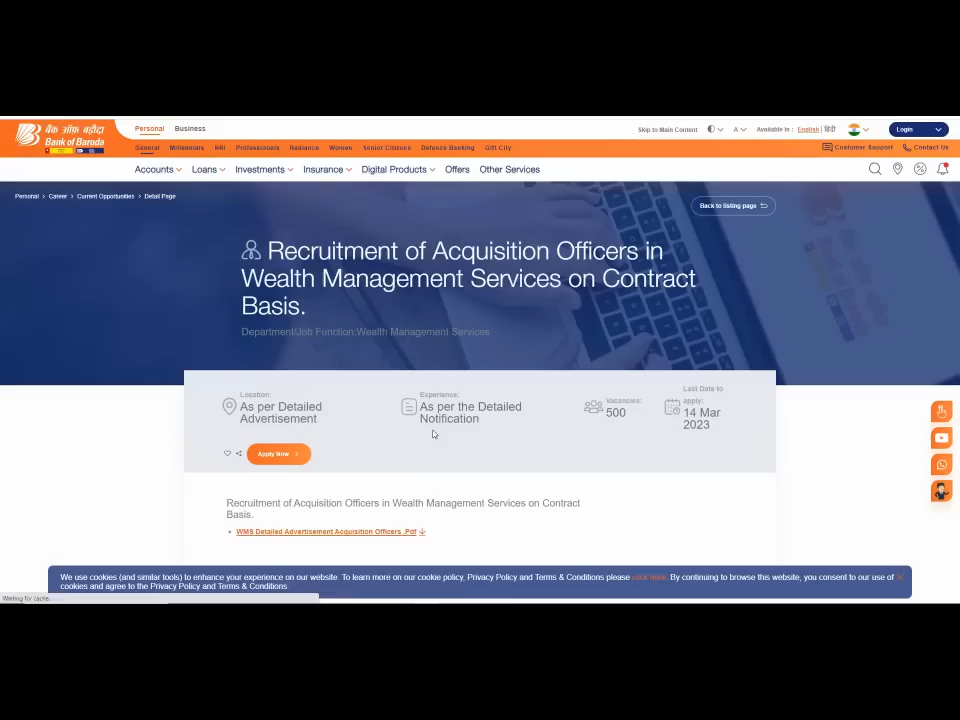 बैंक ऑफ़ बड़ौदा
Bank of Baroda
Personal Business
Skip to Main Content A Available in : English | हिंदी Login
General Millennials NRI Professionals Radiance Women Senior Citizens Defence Banking Gift City
Customer Support Contact Us
Accounts Loans Investments Insurance Digital Products Offers Other Services
Personal > Career > Current Opportunities > Detail Page
Back to listing page
Recruitment of Acquisition Officers in
Wealth Management Services on Contract
Basis.
Department/Job Function:Wealth Management Services
Location:
As per Detailed
Advertisement
Experience:
As per the Detailed
Notification
Vacancies:
500
Last Date to
apply:
14 Mar
2023
Apply Now
Recruitment of Acquisition Officers in Wealth Management Services on Contract
Basis.
• WMS Detailed Advertisement Acquisition Officers .Pdf
We use cookies (and similar tools) to enhance your experience on our website. To learn more on our cookie policy, Privacy Policy and Terms & Conditions please click here. By continuing to browse this website, you consent to our use of
cookies and agree to the Privacy Policy and Terms & Conditions.
Waiting for cache...